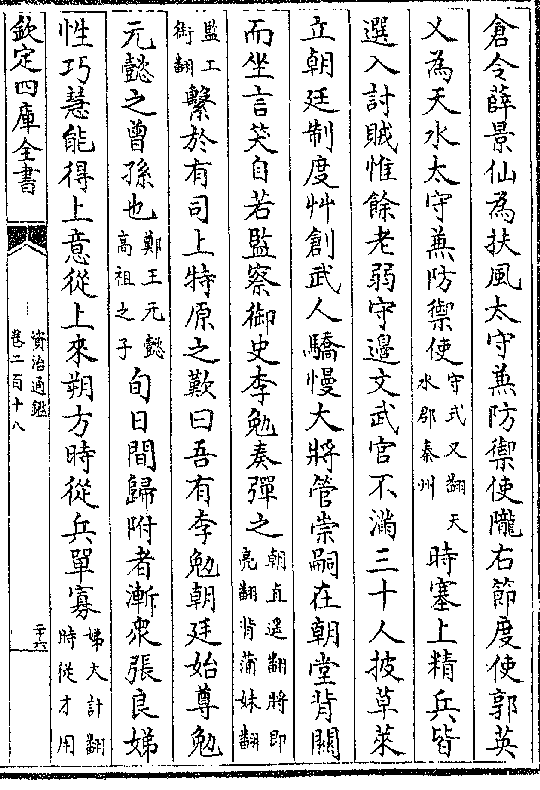 倉令薛景仙為扶風太守兼防禦使隴右節度使郭英
乂為天水太守兼防禦使守式又翻天水郡秦州時塞上精兵皆
選入討賊惟餘老弱守邊文武官不滿三十人披草萊
立朝廷制度艸創武人驕慢大將管崇嗣在朝堂背闕
而坐言笑自若監察御史李勉奏彈之朝直遥翻將即亮翻背蒲妹翻
監工銜翻繫於有司上特原之歎曰吾有李勉朝廷始尊勉
元懿之曾孫也鄭王元懿高祖之子旬日間歸附者漸衆張良娣
性巧慧能得上意從上來朔方時從兵單寡娣大計翻時從才用
欽定四庫全書
資治通鑑
卷二百十八
二十六